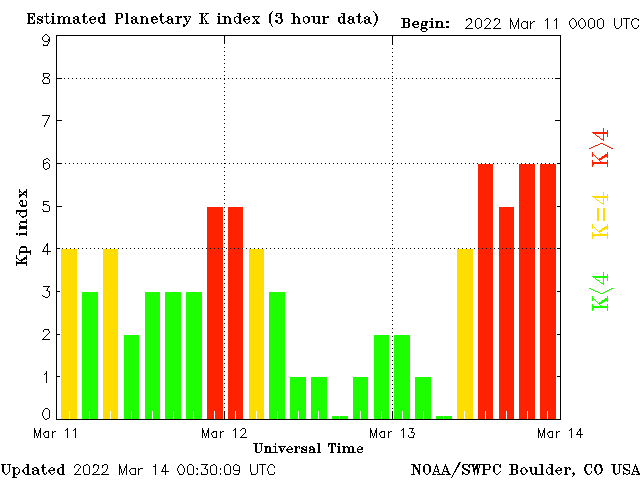 Estimated Planetary K index (3 hour data)
Begin: 2022 Mar 11 0000 UTC
9
8
7
6
5
4
3
2
1
0
Kp index
K>4
K=4
K<4
Mar 11
Mar 12
Mar 13
Mar 14
Universal Time
Updated 2022 Mar 14 00:30:09 UTC
NOAA/SWPC Boulder, CO USA